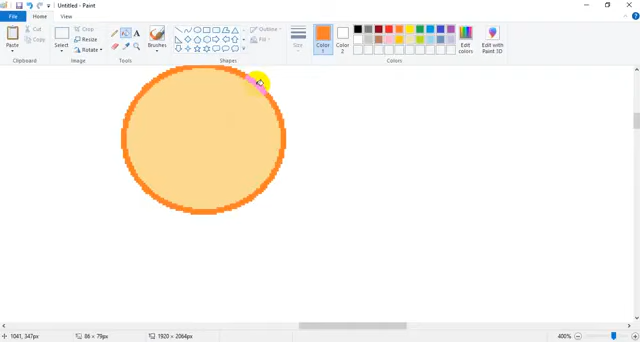 Untitled - Paint
File
Home
View
Paste
Cut
Copy
Clipboard
Select
Crop
Resize
Rotate
Image
A
Tools
Brushes
Shapes
Outline
Fill
Size
Color 1
Color 2
Colors
Edit colors
Edit with Paint 3D
1041, 347px
86 × 79px
1920 × 2064px
400%